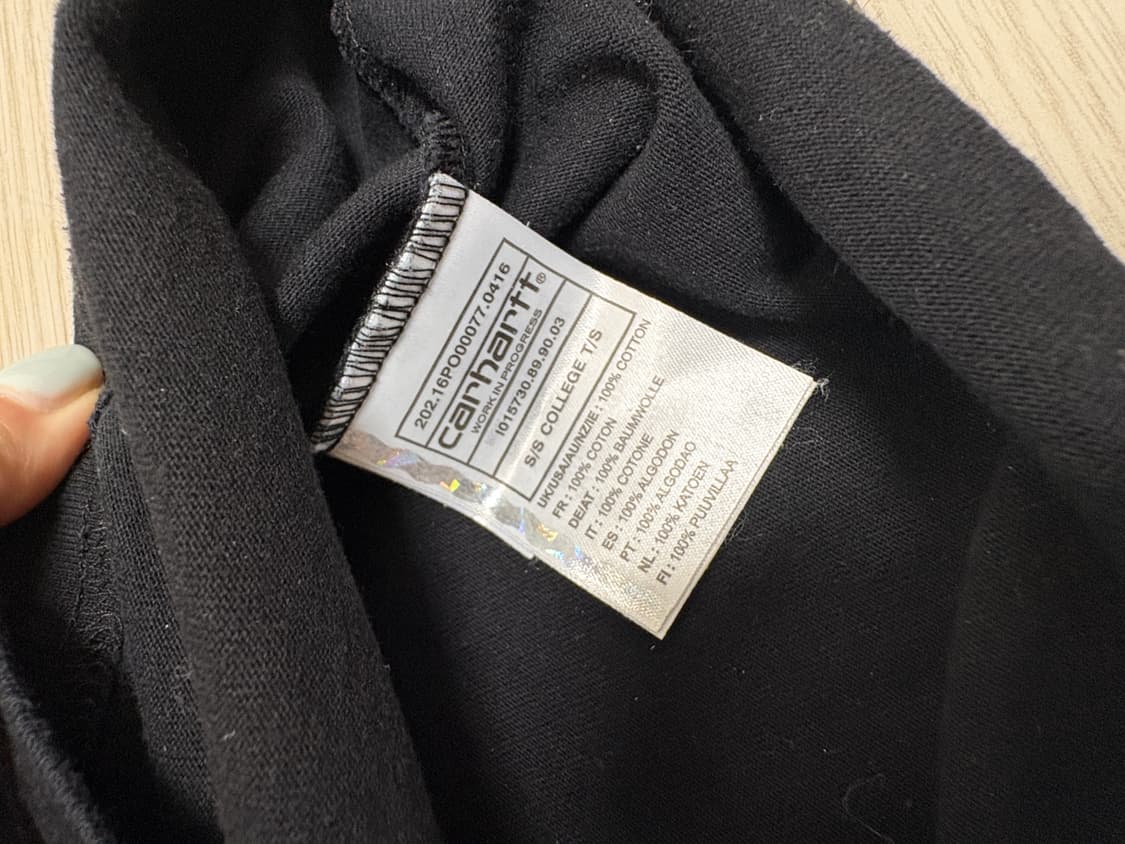 202.16PO00077.0416
carhartt®
WORK IN PROGRESS
I015730.89.90.03
S/S COLLEGE T/S
UK/USA/AU/NZ/IE : 100% COTTON
FR : 100% COTON
DE/AT : 100% BAUMWOLLE
IT : 100% COTONE
ES : 100% ALGODON
PT : 100% ALGODAO
NL : 100% KATOEN
FI : 100% PUUVILLAA